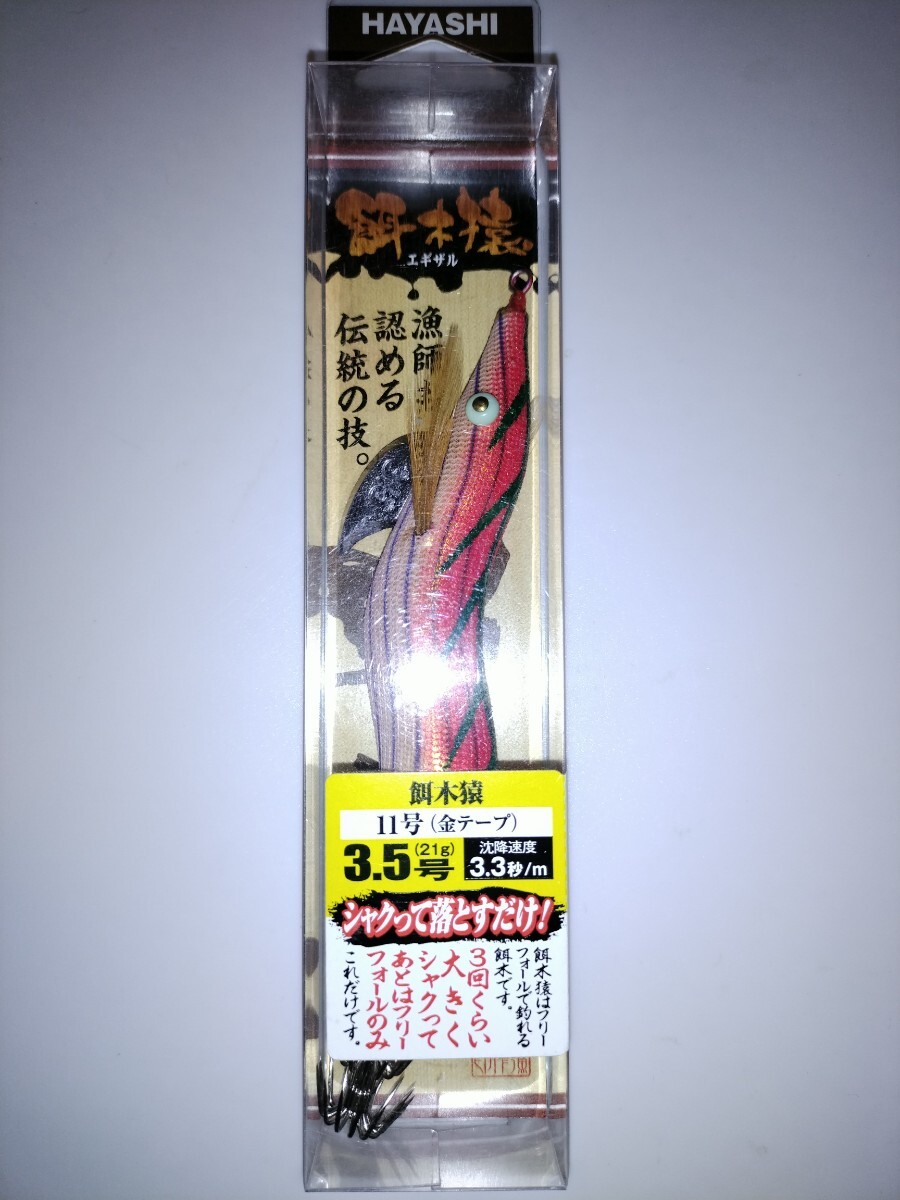 HAYASHI
餌木猿
エギザル
漁師
認める
伝統の技。
餌木猿
11号(金テープ)
3.5号
(21g)
沈降速度
3.3秒/m
シャクって落とすだけ!
餌木猿はフリー
フォールで釣れる
餌木です。
3回くらい
大きく
シャクって
あとはフリー
フォールのみ
これだけです。